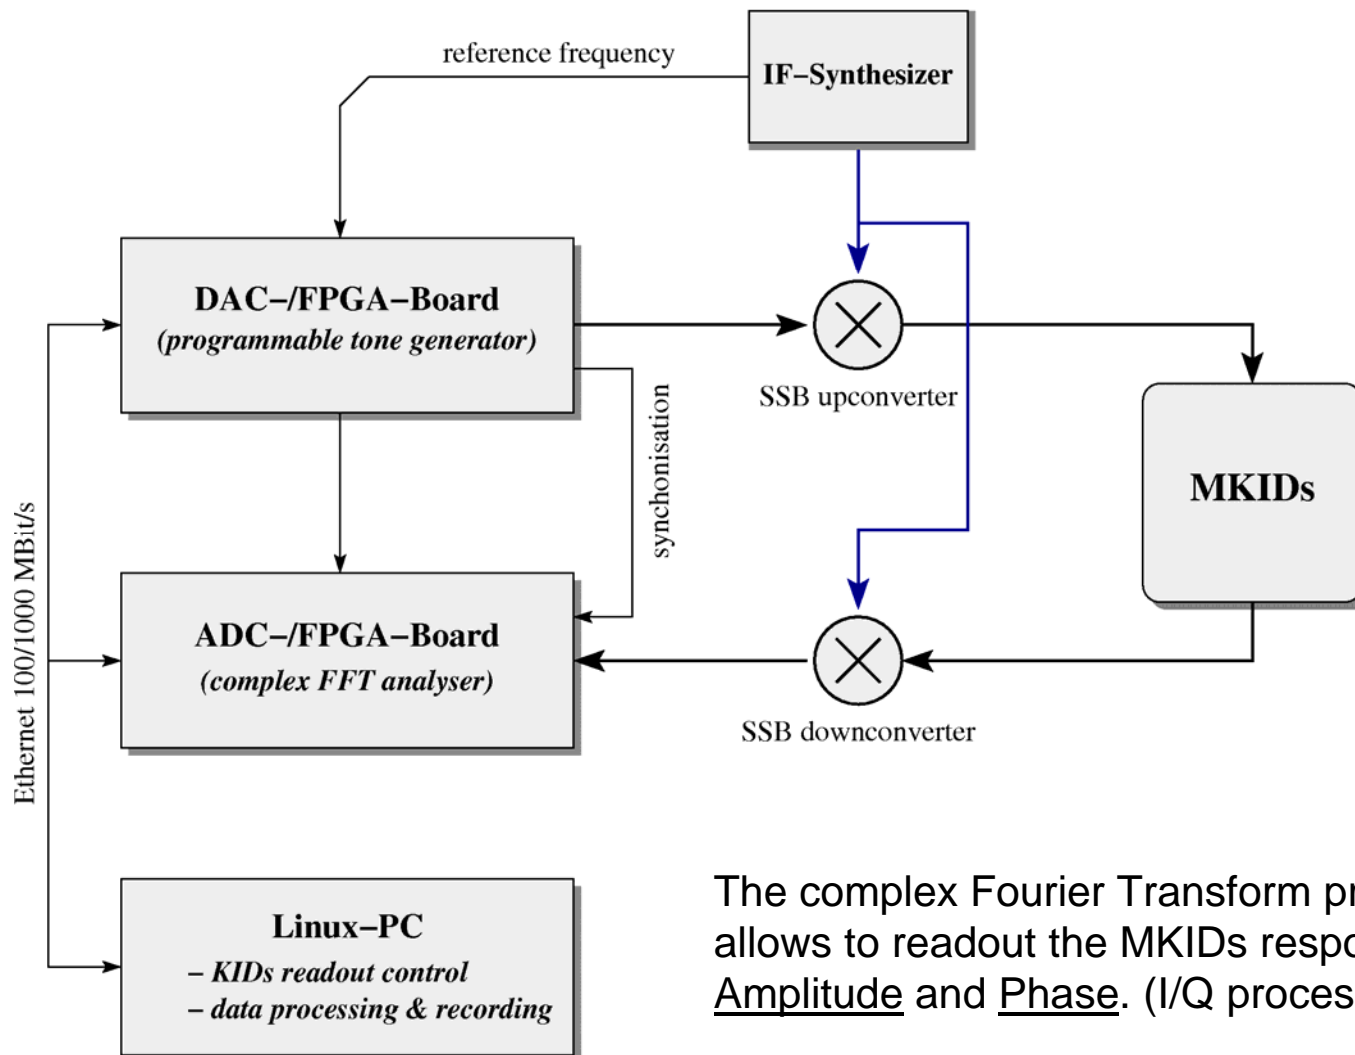 reference frequency
IF–Synthesizer
DAC–/FPGA–Board
(programmable tone generator)
SSB upconverter
synchonisation
MKIDs
Ethernet 100/1000 MBit/s
ADC–/FPGA–Board
(complex FFT analyser)
SSB downconverter
Linux–PC
– KIDs readout control
– data processing & recording
The complex Fourier Transform
allows to readout the MKIDs
Amplitude and Phase. (I/Q